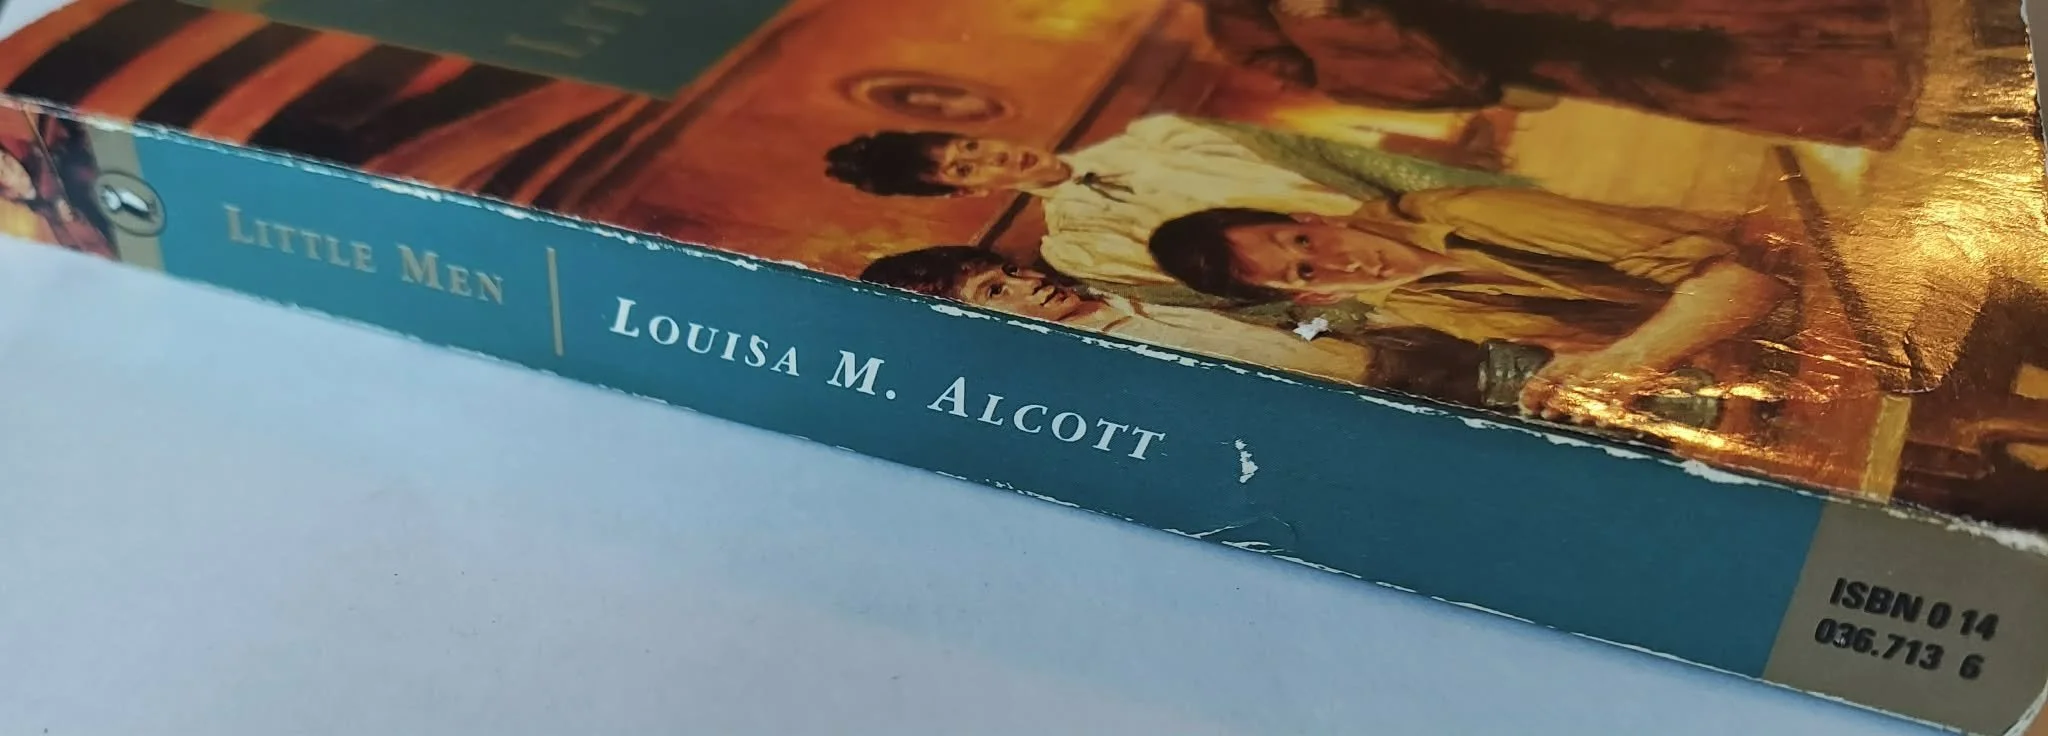 LITTLE MEN
LOUISA M. ALCOTT
ISBN 0 14
036.713 6